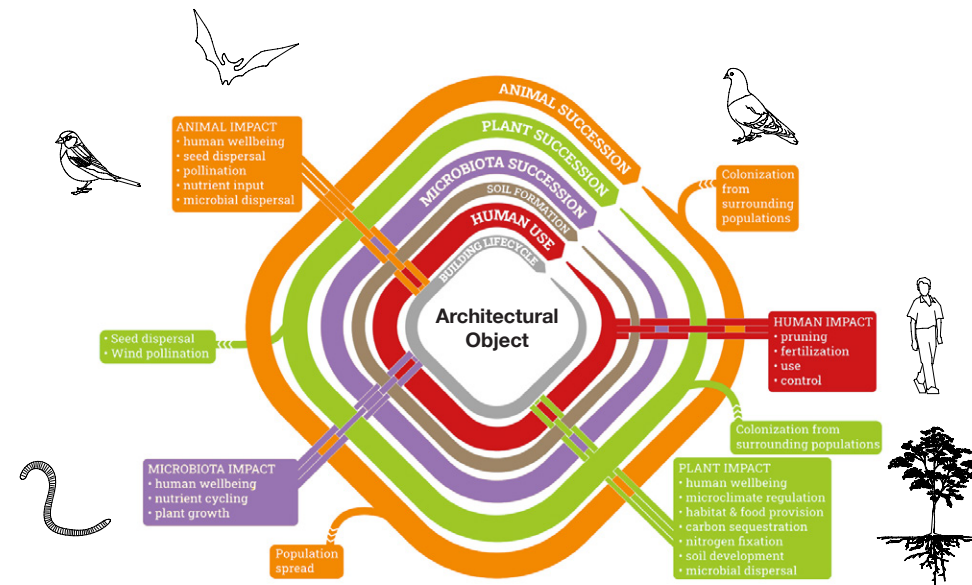 ANIMAL SUCCESSION
PLANT SUCCESSION
MICROBIOTA SUCCESSION
SOIL FORMATION
HUMAN USE
BUILDING LIFECYCLE
Architectural
Object
ANIMAL IMPACT
• human wellbeing
• seed dispersal
• pollination
• nutrient input
• microbial dispersal
Colonization
from
surrounding
populations
• Seed dispersal
• Wind pollination
HUMAN IMPACT
• pruning
• fertilization
• use
• control
Colonization from
surrounding populations
MICROBIOTA IMPACT
• human wellbeing
• nutrient cycling
• plant growth
PLANT IMPACT
• human wellbeing
• microclimate regulation
• habitat & food provision
• carbon sequestration
• nitrogen fixation
• soil development
• microbial dispersal
Population
spread